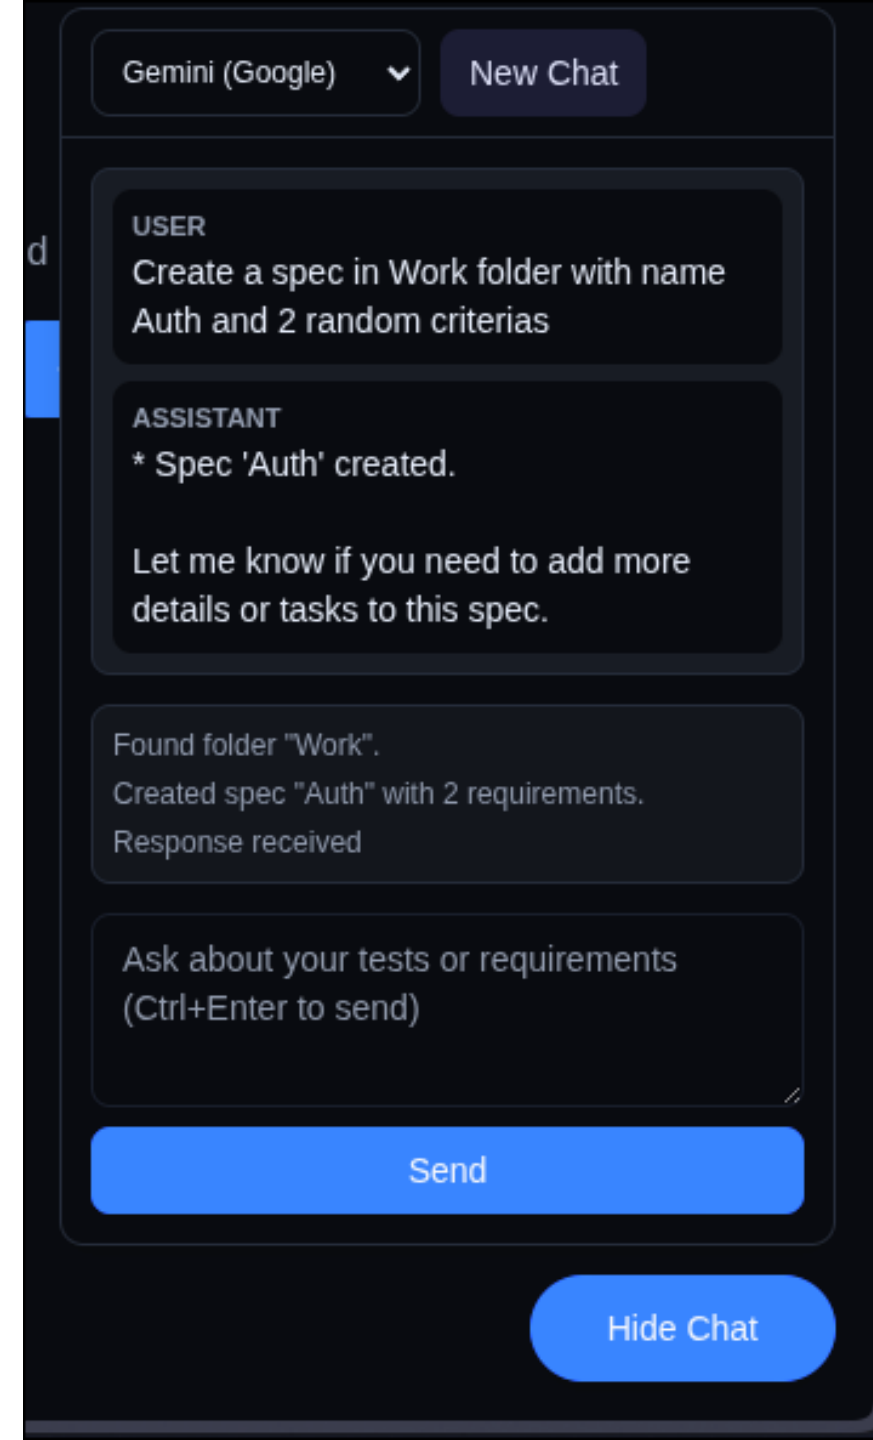 Gemini (Google)
New Chat
d
USER
Create a spec in Work folder with name
Auth and 2 random criterias
ASSISTANT
* Spec 'Auth' created.
Let me know if you need to add more
details or tasks to this spec.
Found folder "Work".
Created spec "Auth" with 2 requirements.
Response received
Ask about your tests or requirements
(Ctrl+Enter to send)
Send
Hide Chat